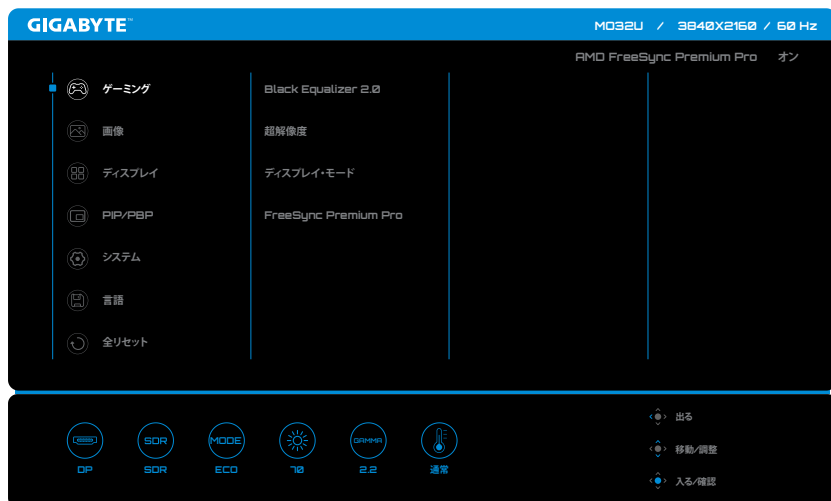 GIGABYTE™
MO32U / 3840X2160 / 60 Hz
AMD FreeSync Premium Pro オン
ゲーミング
画像
ディスプレイ
PIP/PBP
システム
言語
全リセット
Black Equalizer 2.0
超解像度
ディスプレイ・モード
FreeSync Premium Pro
SDR
MODE
GAMMA
DP
SDR
ECO
70
2.2
通常
出る
移動/調整
入る/確認